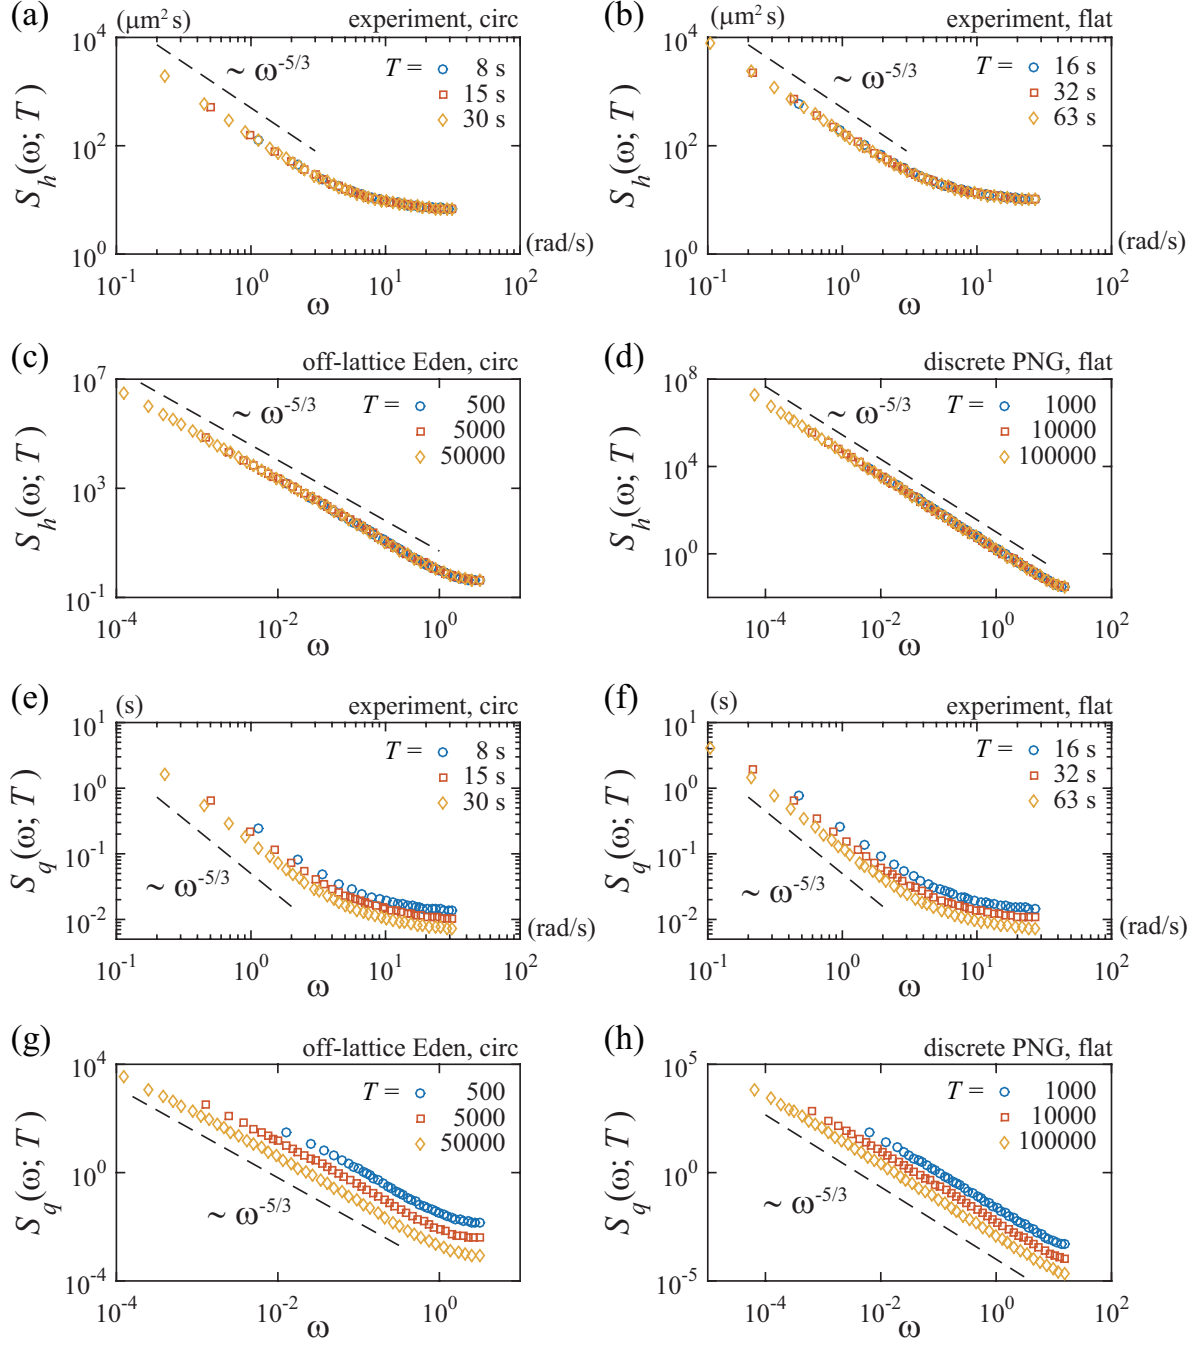 (a)
(μm² s)
experiment, circ
10⁴
10²
10⁰
S_h(ω; T)
~ ω^-5/3
T = 8 s
15 s
30 s
(rad/s)
10⁻¹ 10⁰ 10¹ 10²
ω
(b)
(μm² s)
experiment, flat
10⁴
10²
10⁰
S_h(ω; T)
~ ω^-5/3
T = 16 s
32 s
63 s
(rad/s)
10⁻¹ 10⁰ 10¹ 10²
ω
(c)
off-lattice Eden, circ
10⁷
10³
10⁻¹
S_h(ω; T)
~ ω^-5/3
T = 500
5000
50000
10⁻⁴ 10⁻² 10⁰
ω
(d)
discrete PNG, flat
10⁸
10⁴
10⁰
S_h(ω; T)
~ ω^-5/3
T = 1000
10000
100000
10⁻⁴ 10⁻² 10⁰ 10²
ω
(e)
(s)
experiment, circ
10¹
10⁰
10⁻¹
10⁻²
S_q(ω; T)
~ ω^-5/3
T = 8 s
15 s
30 s
(rad/s)
10⁻¹ 10⁰ 10¹ 10²
ω
(f)
(s)
experiment, flat
10¹
10⁰
10⁻¹
10⁻²
S_q(ω; T)
~ ω^-5/3
T = 16 s
32 s
63 s
(rad/s)
10⁻¹ 10⁰ 10¹ 10²
ω
(g)
off-lattice Eden, circ
10⁴
10⁰
10⁻⁴
S_q(ω; T)
~ ω^-5/3
T = 500
5000
50000
10⁻⁴ 10⁻² 10⁰
ω
(h)
discrete PNG, flat
10⁵
10⁰
10⁻⁵
S_q(ω; T)
~ ω^-5/3
T = 1000
10000
100000
10⁻⁴ 10⁻² 10⁰ 10²
ω